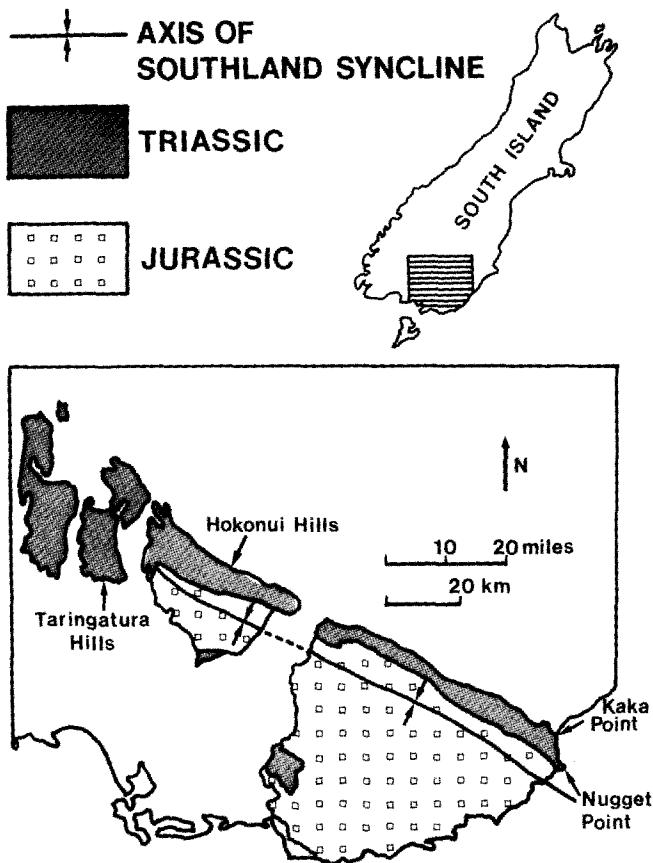 AXIS OF
SOUTHLAND SYNCLINE
TRIASSIC
JURASSIC
SOUTH ISLAND
N
Hokonui Hills
10 20 miles
20 km
Taringatura
Hills
Kaka
Point
Nugget
Point